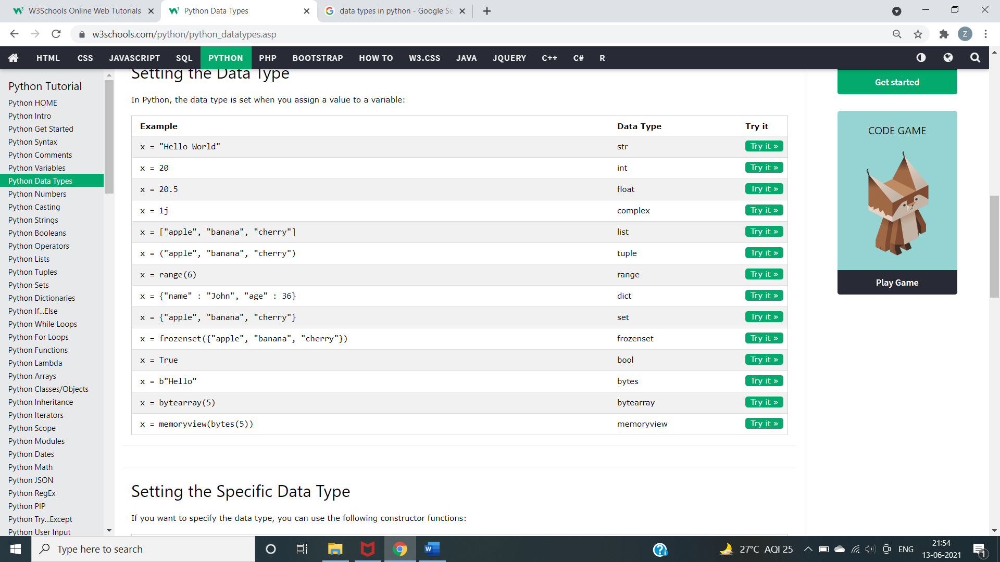 W3Schools Online Web Tutorials
Python Data Types
data types in python - Google Se
w3schools.com/python/python_datatypes.asp
Z
HTML CSS JAVASCRIPT SQL PYTHON PHP BOOTSTRAP HOW TO W3.CSS JAVA JQUERY C++ C# R
Python Tutorial
Python HOME
Python Intro
Python Get Started
Python Syntax
Python Comments
Python Variables
Python Data Types
Python Numbers
Python Casting
Python Strings
Python Booleans
Python Operators
Python Lists
Python Tuples
Python Sets
Python Dictionaries
Python If...Else
Python While Loops
Python For Loops
Python Functions
Python Lambda
Python Arrays
Python Classes/Objects
Python Inheritance
Python Iterators
Python Scope
Python Modules
Python Dates
Python Math
Python JSON
Python RegEx
Python PIP
Python Try...Except
Python User Input
Setting the Data Type
In Python, the data type is set when you assign a value to a variable:
Example Data Type Try it
x = "Hello World" str Try it »
x = 20 int Try it »
x = 20.5 float Try it »
x = 1j complex Try it »
x = ["apple", "banana", "cherry"] list Try it »
x = ("apple", "banana", "cherry") tuple Try it »
x = range(6) range Try it »
x = {"name" : "John", "age" : 36} dict Try it »
x = {"apple", "banana", "cherry"} set Try it »
x = frozenset({"apple", "banana", "cherry"}) frozenset Try it »
x = True bool Try it »
x = b"Hello" bytes Try it »
x = bytearray(5) bytearray Try it »
x = memoryview(bytes(5)) memoryview Try it »
Setting the Specific Data Type
If you want to specify the data type, you can use the following constructor functions:
Get started
CODE GAME
Play Game
Type here to search
27°C AQI 25
ENG
21:54
13-06-2021
1